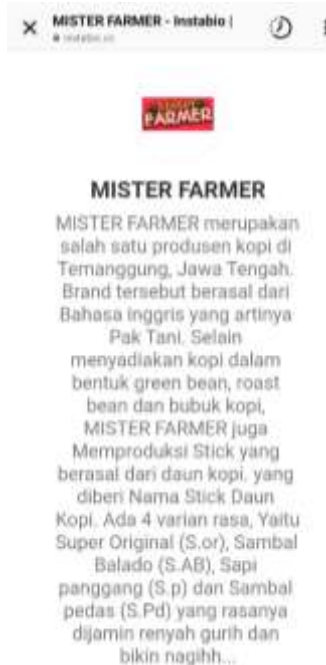 MISTER FARMER - Instabio |
instabio.cc
FARMER
MISTER FARMER
MISTER FARMER merupakan
salah satu produsen kopi di
Temanggung, Jawa Tengah.
Brand tersebut berasal dari
Bahasa Inggris yang artinya
Pak Tani. Selain
menyadiakan kopi dalam
bentuk green bean, roast
bean dan bubuk kopi,
MISTER FARMER juga
Memproduksi Stick yang
berasal dari daun kopi. yang
diberi Nama Stick Daun
Kopi. Ada 4 varian rasa, Yaitu
Super Original (S.or), Sambal
Balado (S.AB), Sapi
panggang (S.p) dan Sambal
pedas (S.Pd) yang rasanya
dijamin renyah gurih dan
bikin nagihh...